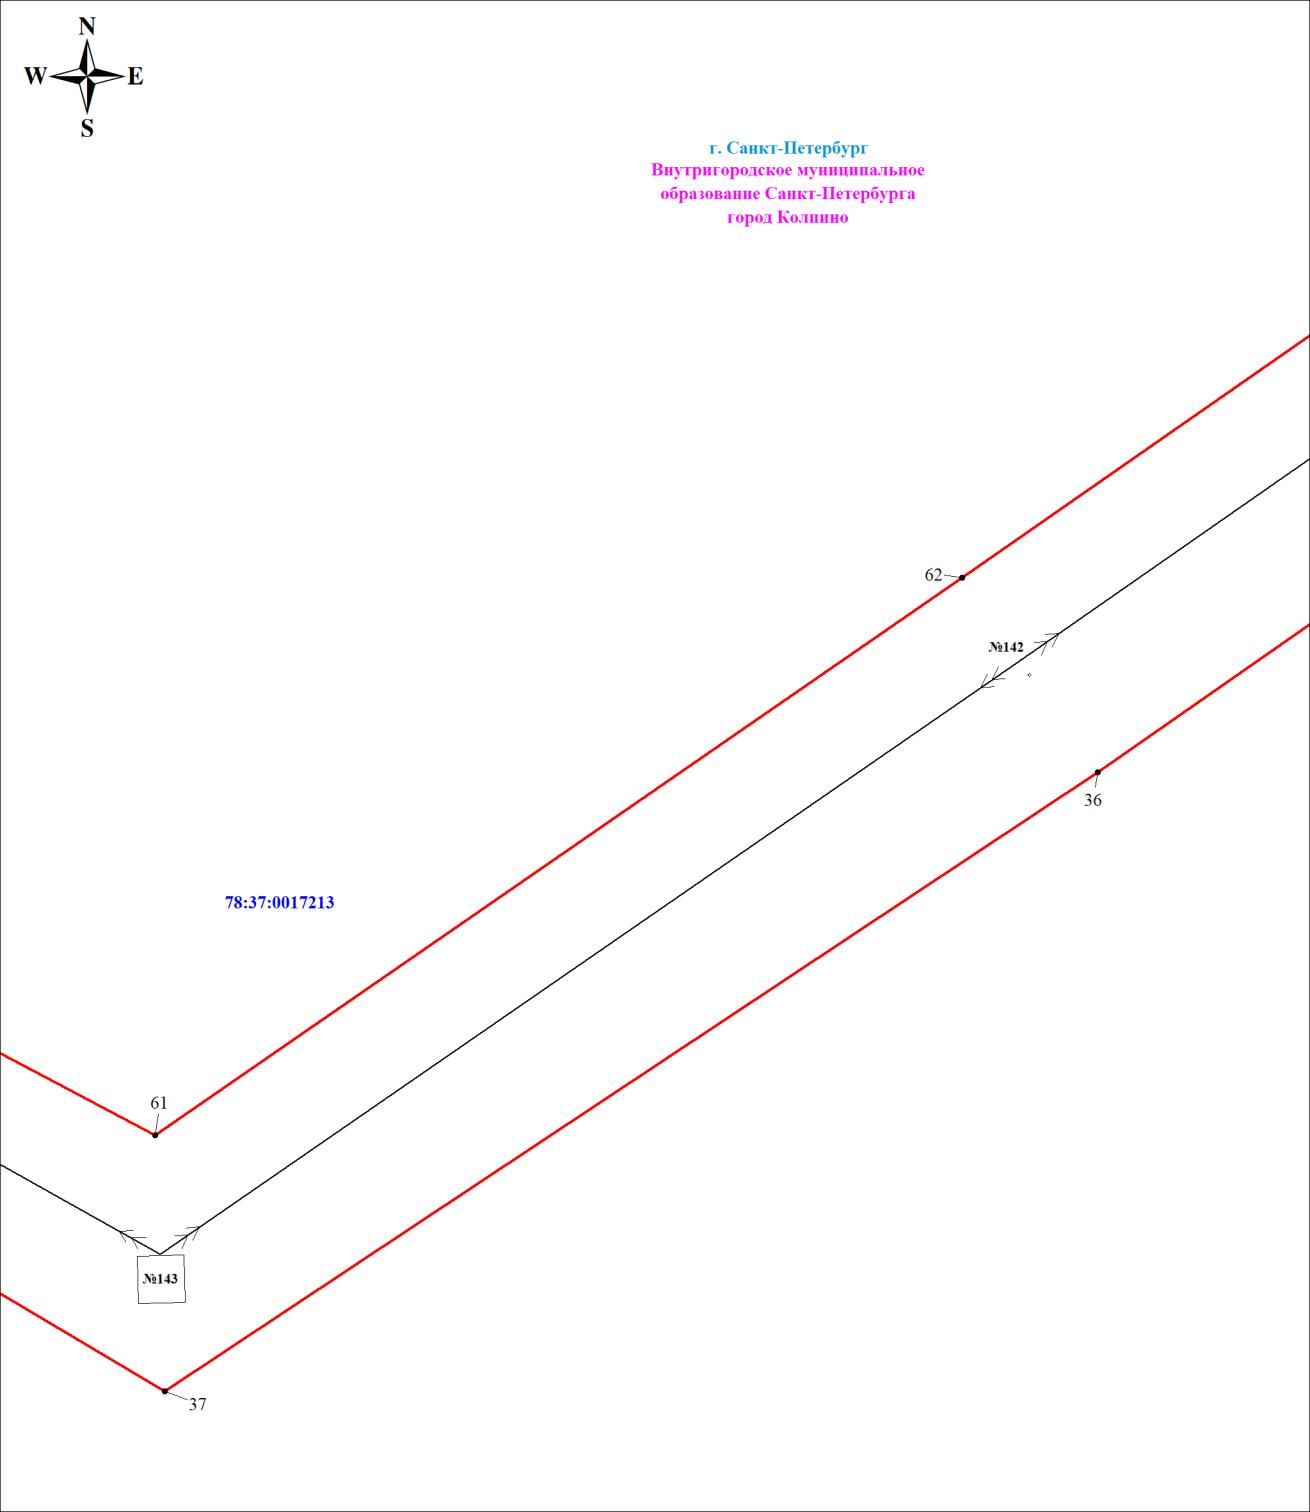 N
W E
S
г. Санкт-Петербург
Внутригородское муниципальное
образование Санкт-Петербурга
город Колпино
62
№142
36
78:37:0017213
61
№143
37